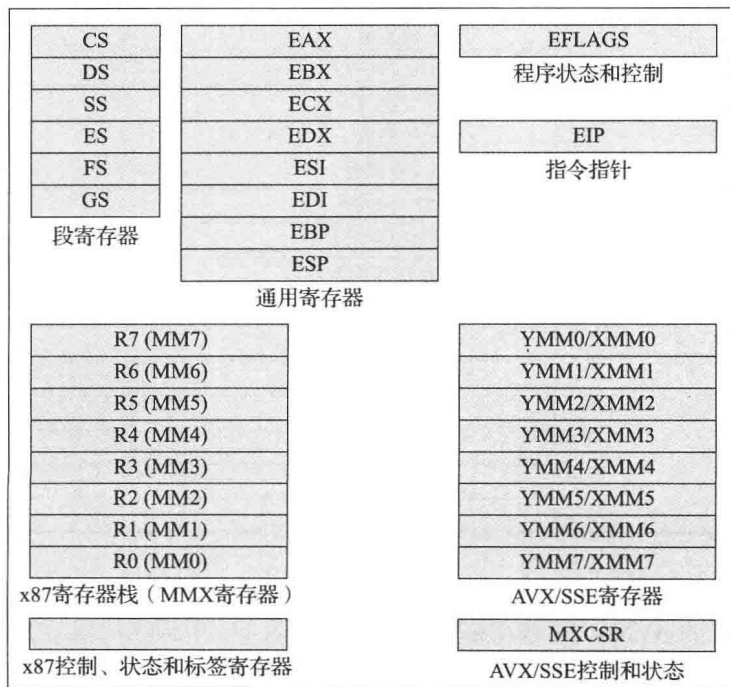 CS
DS
SS
ES
FS
GS
段寄存器
EAX
EBX
ECX
EDX
ESI
EDI
EBP
ESP
通用寄存器
EFLAGS
程序状态和控制
EIP
指令指针
R7 (MM7)
R6 (MM6)
R5 (MM5)
R4 (MM4)
R3 (MM3)
R2 (MM2)
R1 (MM1)
R0 (MM0)
x87寄存器栈（MMX寄存器）
x87控制、状态和标签寄存器
YMM0/XMM0
YMM1/XMM1
YMM2/XMM2
YMM3/XMM3
YMM4/XMM4
YMM5/XMM5
YMM6/XMM6
YMM7/XMM7
AVX/SSE寄存器
MXCSR
AVX/SSE控制和状态